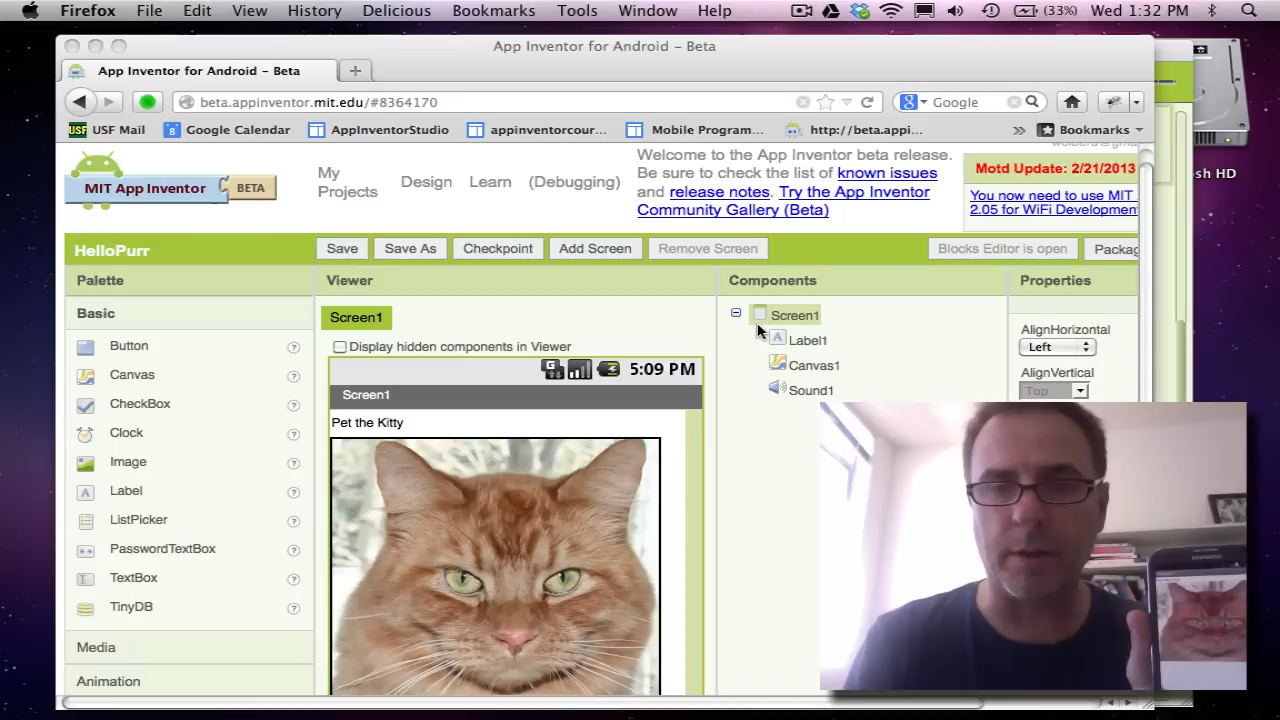 Firefox File Edit View History Delicious Bookmarks Tools Window Help (33%) Wed 1:32 PM
App Inventor for Android – Beta
App Inventor for Android – Beta
beta.appinventor.mit.edu/#8364170
Google
USF USF Mail
8 Google Calendar
AppInventorStudio
appinventorcour...
Mobile Program...
http://beta.appi...
Bookmarks
MIT App Inventor BETA
My Projects
Design
Learn
(Debugging)
Welcome to the App Inventor beta release.
Be sure to check the list of known issues
and release notes. Try the App Inventor
Community Gallery (Beta)
Motd Update: 2/21/2013
You now need to use MIT
2.05 for WiFi Developmen
sh HD
HelloPurr
Save
Save As
Checkpoint
Add Screen
Remove Screen
Blocks Editor is open
Packag
Palette
Viewer
Components
Properties
Basic
Button ?
Canvas ?
CheckBox ?
Clock ?
Image ?
Label ?
ListPicker ?
PasswordTextBox ?
TextBox ?
TinyDB ?
Media
Animation
Screen1
Display hidden components in Viewer
5:09 PM
Screen1
Pet the Kitty
Screen1
Label1
Canvas1
Sound1
AlignHorizontal
Left
AlignVertical
Top